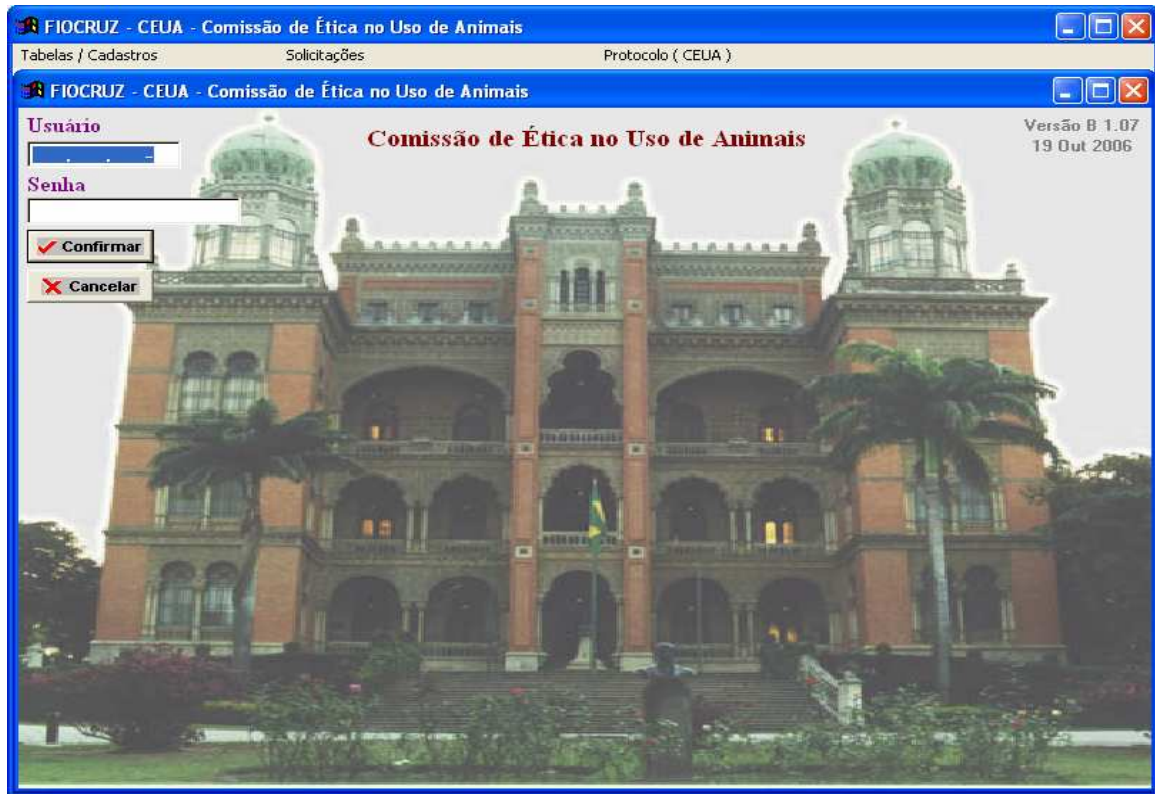 FIOCRUZ - CEUA - Comissão de Ética no Uso de Animais
Tabelas / Cadastros Solicitações Protocolo ( CEUA )
FIOCRUZ - CEUA - Comissão de Ética no Uso de Animais
Usuário
Comissão de Ética no Uso de Animais
Versão B 1.07
19 Out 2006
. . -
Senha
Confirmar
Cancelar